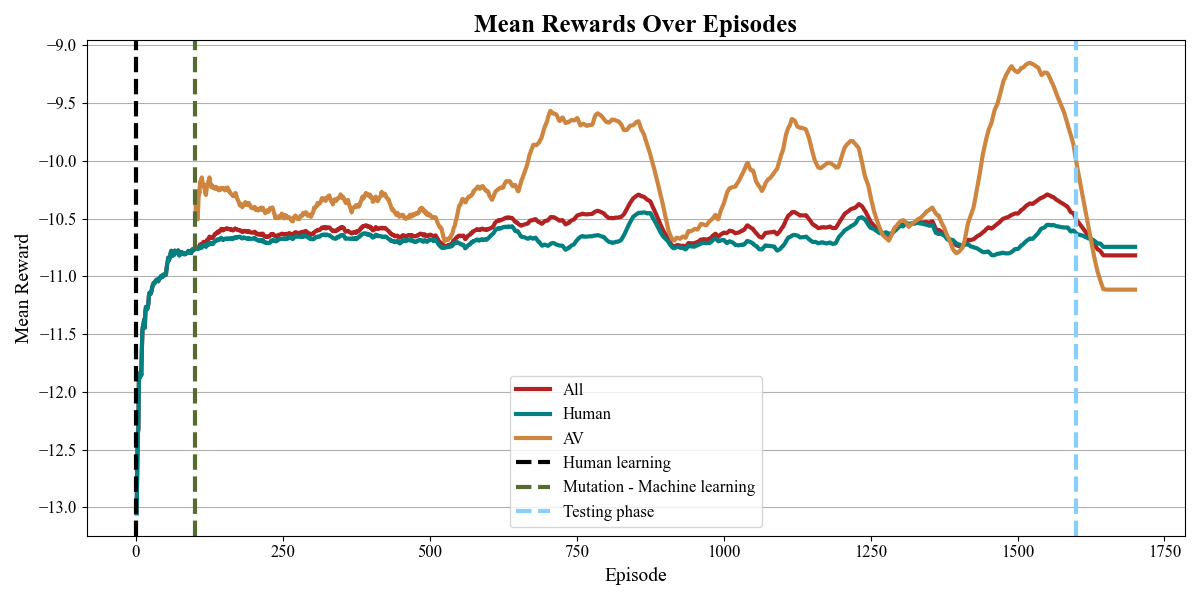 Mean Rewards Over Episodes
Mean Reward
−9.0
−9.5
−10.0
−10.5
−11.0
−11.5
−12.0
−12.5
−13.0
All
Human
AV
Human learning
Mutation - Machine learning
Testing phase
0 250 500 750 1000 1250 1500 1750
Episode